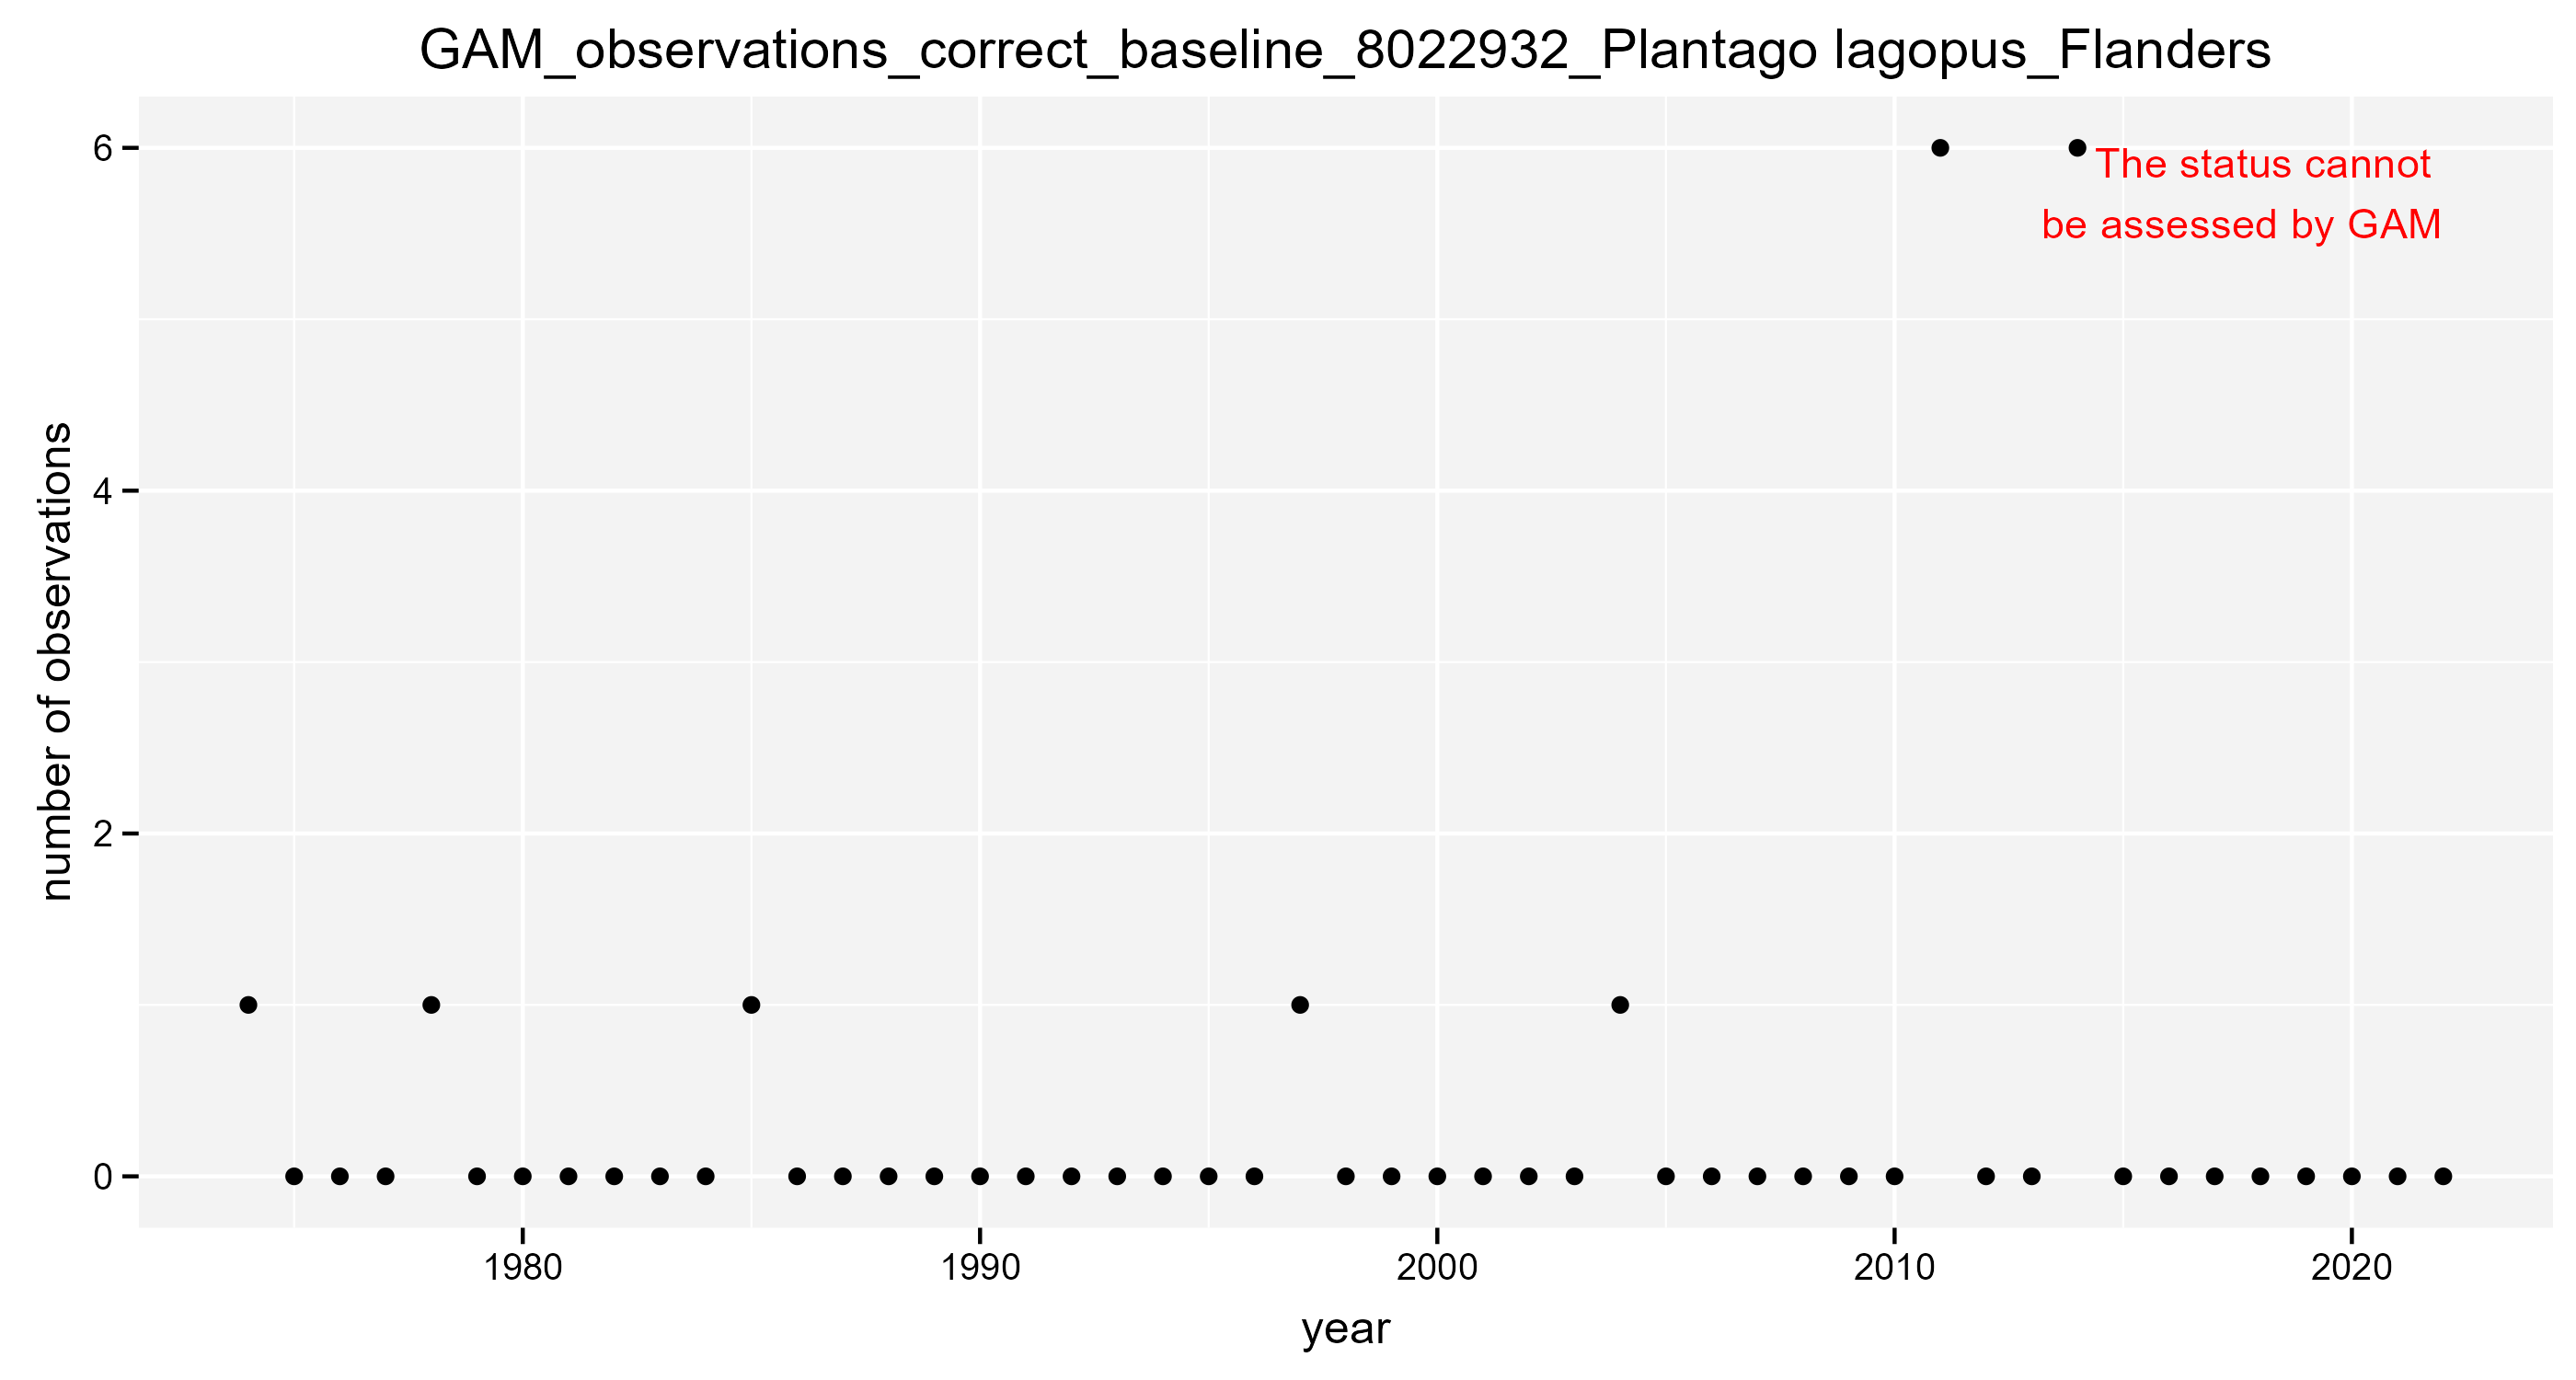 GAM_observations_correct_baseline_8022932_Plantago lagopus_Flanders
The status cannot
be assessed by GAM
number of observations
6
4
2
0
1980 1990 2000 2010 2020
year